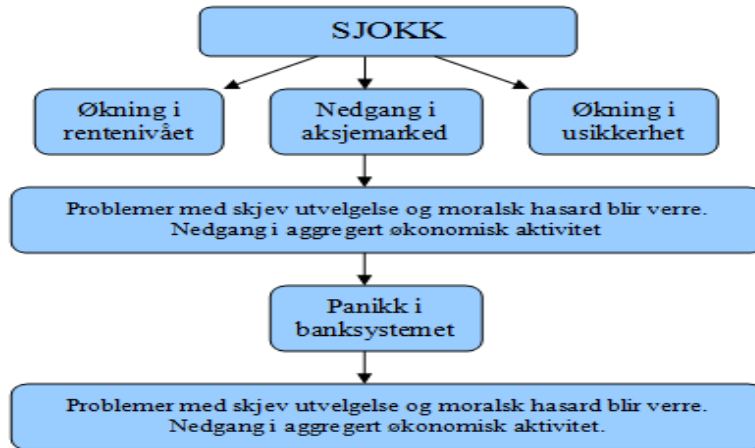 SJOKK
Økning i
rentenivået
Nedgang i
aksjemarked
Økning i
usikkerhet
Problemer med skjev utvelgelse og moralsk hasard blir verre.
Nedgang i aggregert økonomisk aktivitet
Panikk i
banksystemet
Problemer med skjev utvelgelse og moralsk hasard blir verre.
Nedgang i aggregert økonomisk aktivitet.